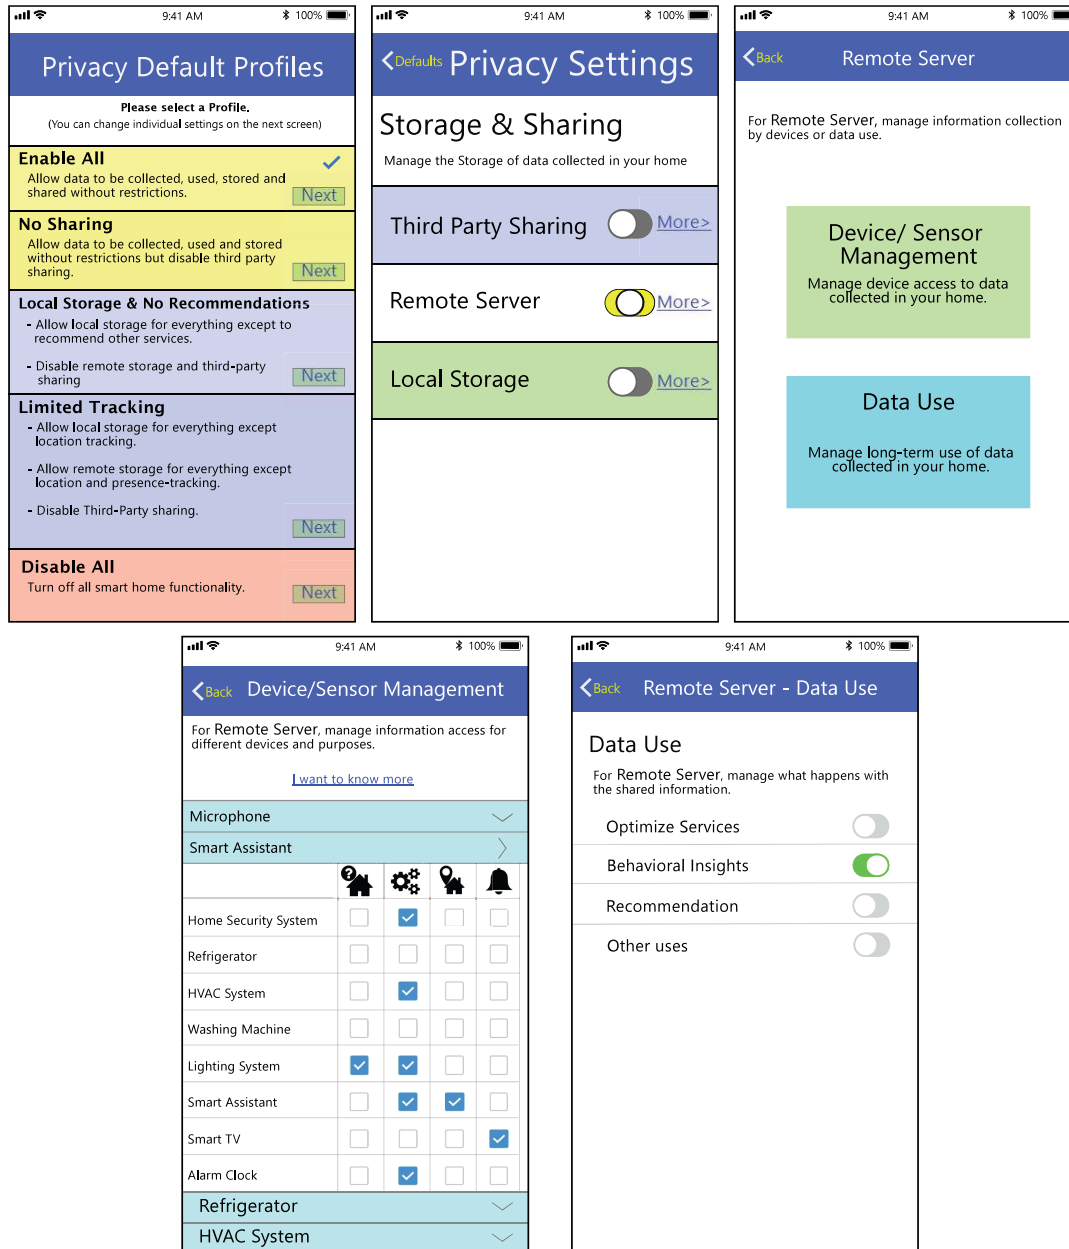 9:41 AM
100%
Privacy Default Profiles
Please select a Profile.
(You can change individual settings on the next screen)
Enable All
Allow data to be collected, used, stored and
shared without restrictions.
Next
No Sharing
Allow data to be collected, used and stored
without restrictions but disable third party
sharing.
Next
Local Storage & No Recommendations
- Allow local storage for everything except to
recommend other services.
- Disable remote storage and third-party
sharing
Next
Limited Tracking
- Allow local storage for everything except
location tracking.
- Allow remote storage for everything except
location and presence-tracking.
- Disable Third-Party sharing.
Next
Disable All
Turn off all smart home functionality.
Next
9:41 AM
100%
Defaults Privacy Settings
Storage & Sharing
Manage the Storage of data collected in your home
Third Party Sharing More>
Remote Server More>
Local Storage More>
9:41 AM
100%
Back Remote Server
For Remote Server, manage information collection
by devices or data use.
Device/ Sensor
Management
Manage device access to data
collected in your home.
Data Use
Manage long-term use of data
collected in your home.
9:41 AM
100%
Back Device/Sensor Management
For Remote Server, manage information access for
different devices and purposes.
I want to know more
Microphone
Smart Assistant
Home Security System
Refrigerator
HVAC System
Washing Machine
Lighting System
Smart Assistant
Smart TV
Alarm Clock
Refrigerator
HVAC System
9:41 AM
100%
Back Remote Server - Data Use
Data Use
For Remote Server, manage what happens with
the shared information.
Optimize Services
Behavioral Insights
Recommendation
Other uses